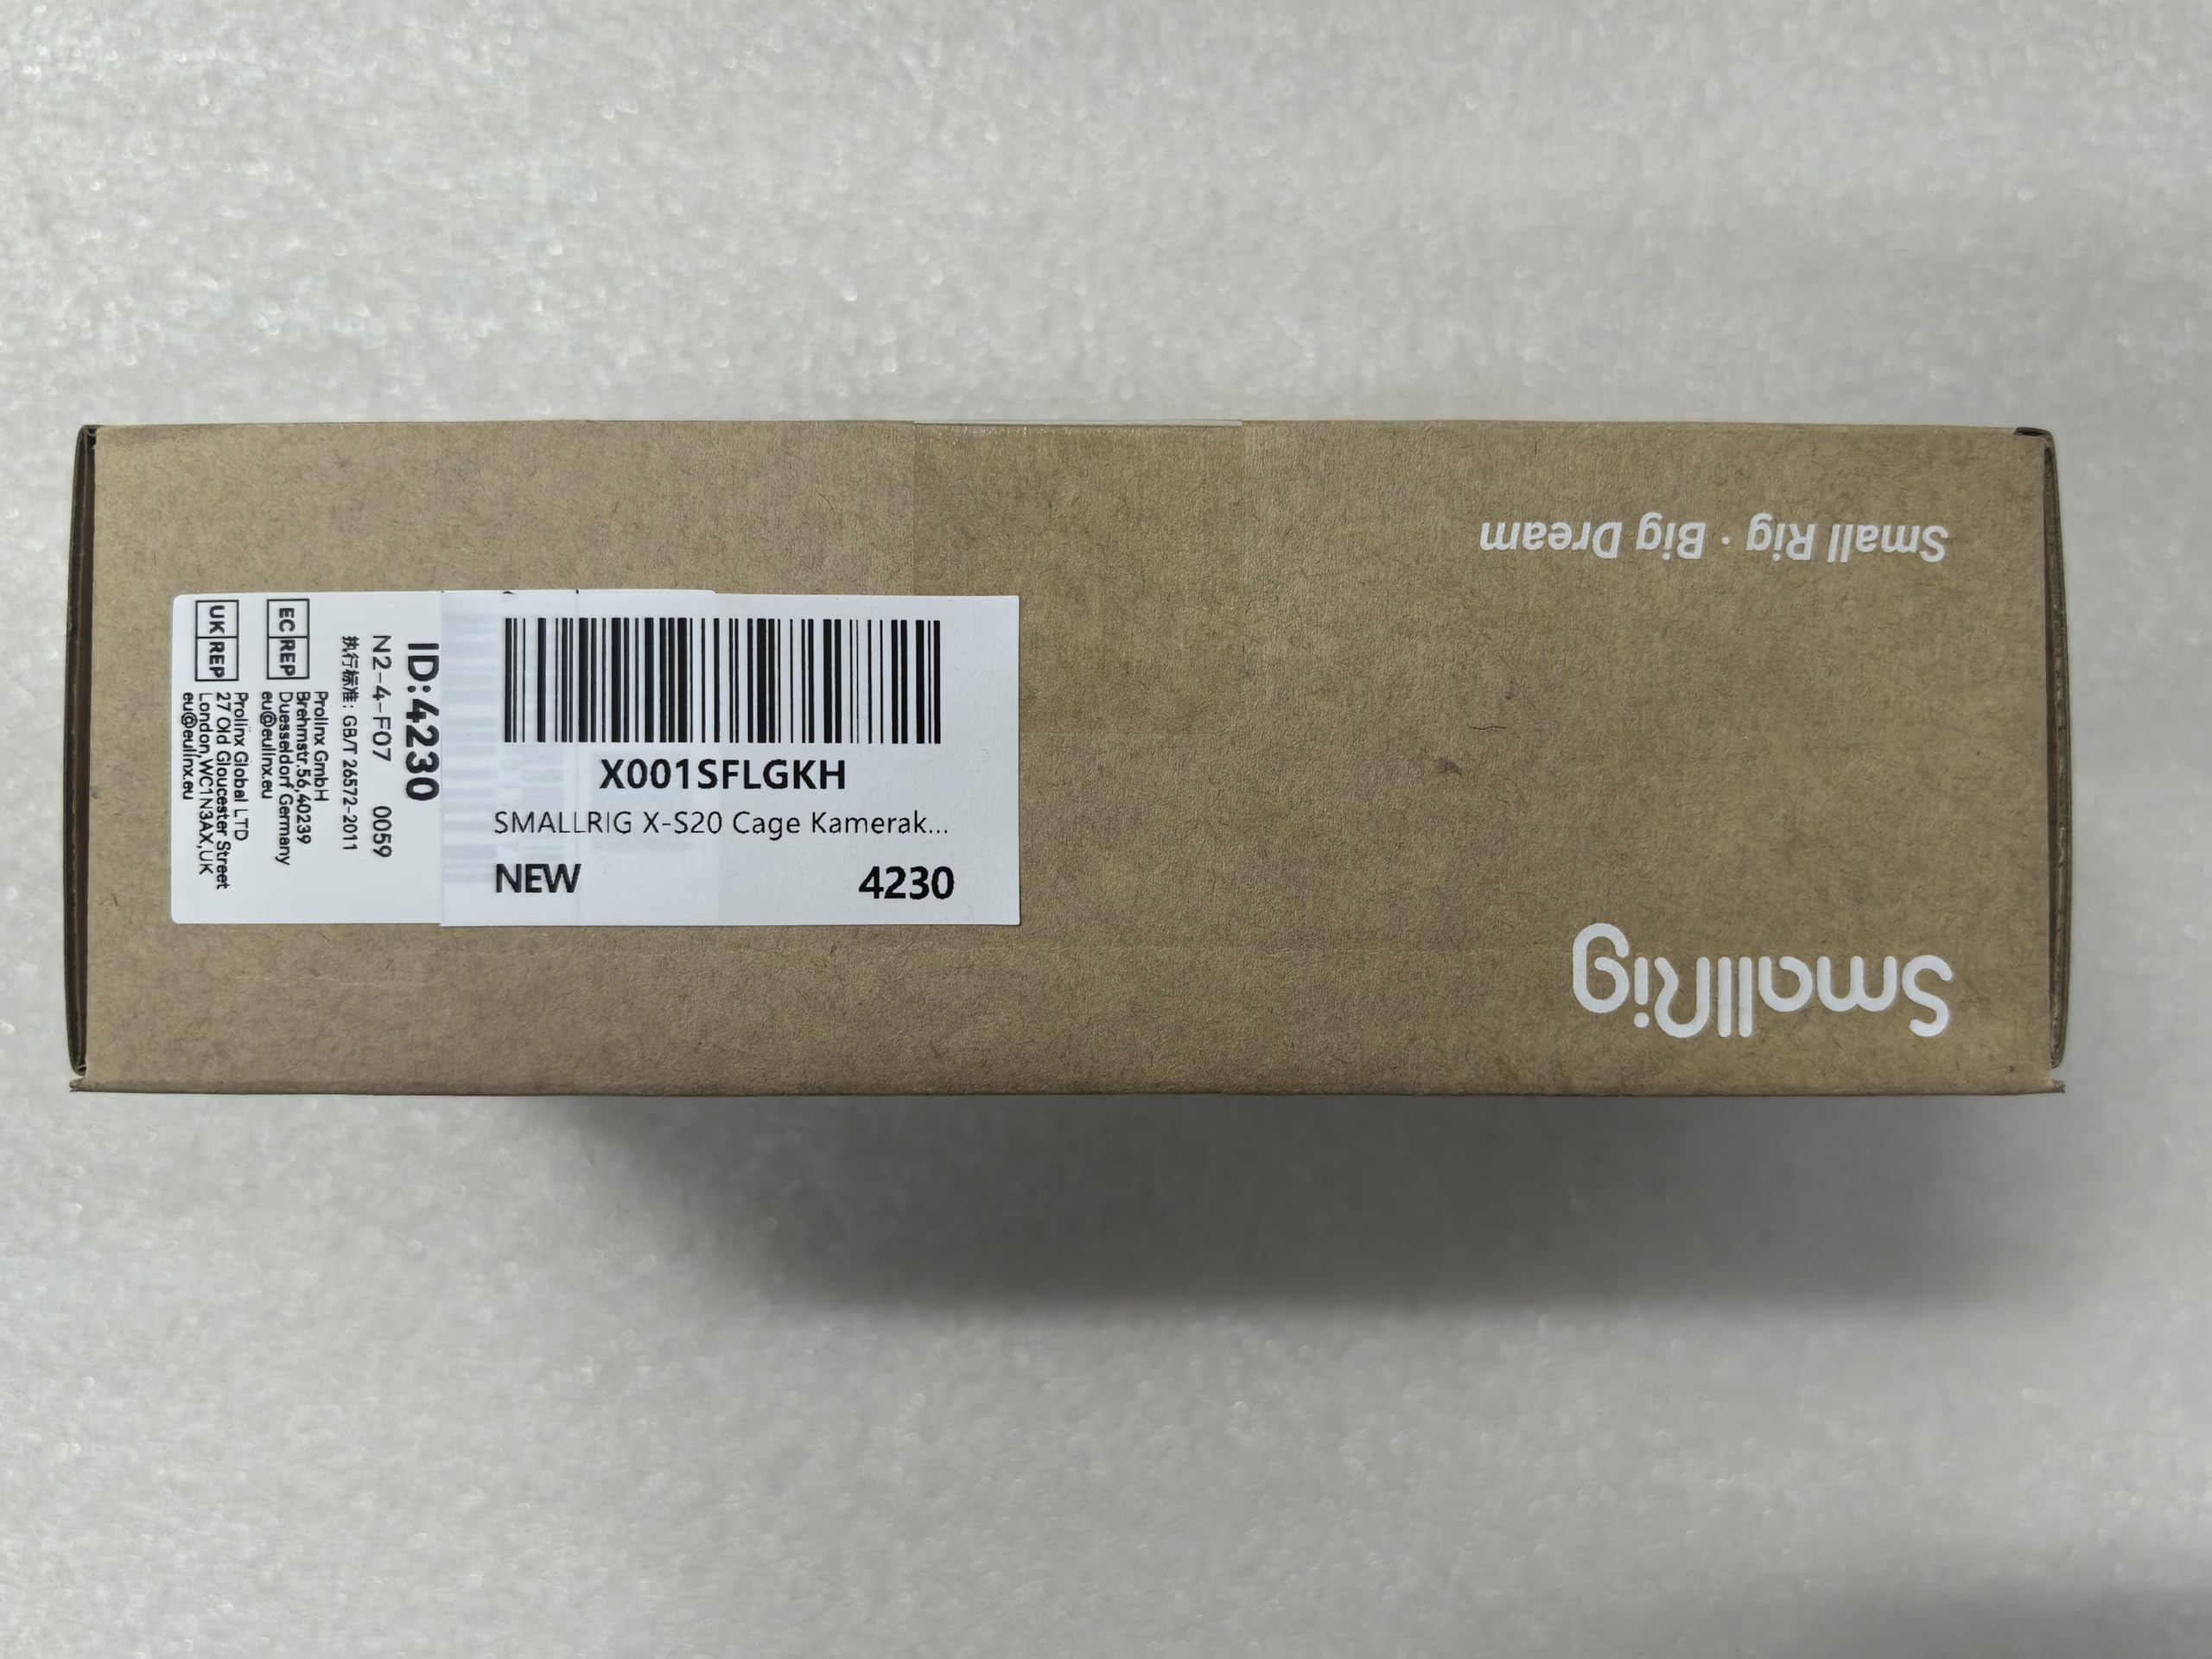 Small Rig · Big Dream
SmallRig
X001SFLGKH
SMALLRIG X-S20 Cage Kamerak...
NEW 4230
ID:4230
N2-4-F07 0059
执行标准: GB/T 26572-2011
EC REP
Prolinx GmbH
Brehmstr.56,40239
Duesseldorf Germany
eu@eulinx.eu
UK REP
Prolinx Global LTD
27 Old Gloucester Street
London,WC1N3AX,UK
eu@eulinx.eu